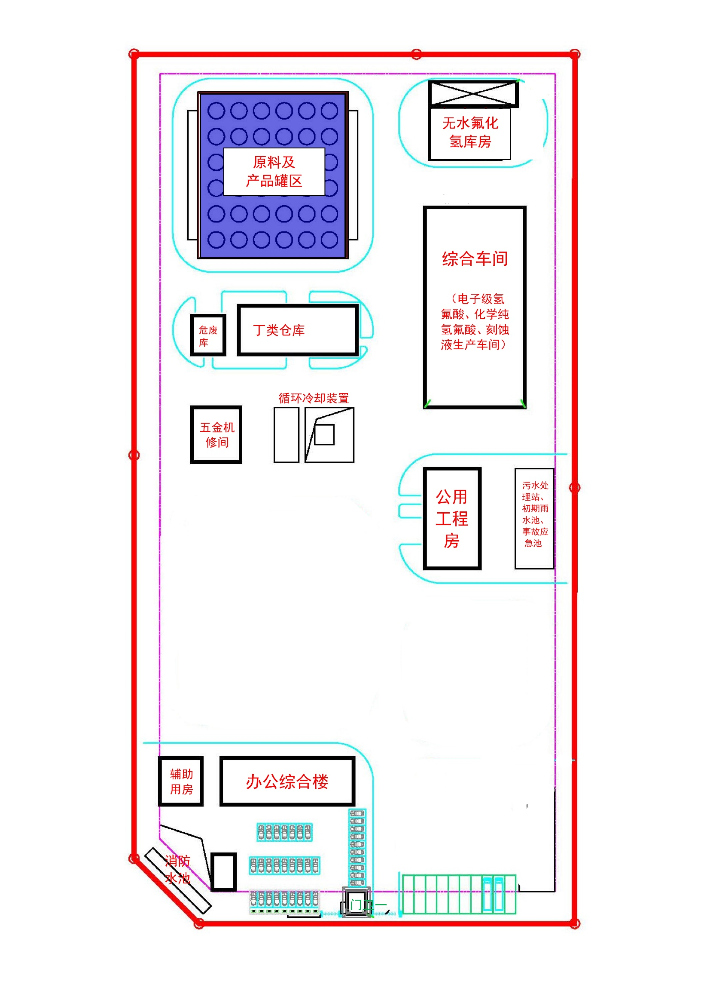 无水氟化
氢库房
原料及
产品罐区
综合车间
（电子级氢
氟酸、化学纯
氢氟酸、刻蚀
液生产车间）
危废
库
丁类仓库
循环冷却装置
五金机
修间
公用
工程
房
污水处
理站、
初期雨
水池、
事故应
急池
辅助
用房
办公综合楼
消防
水池
门卫一